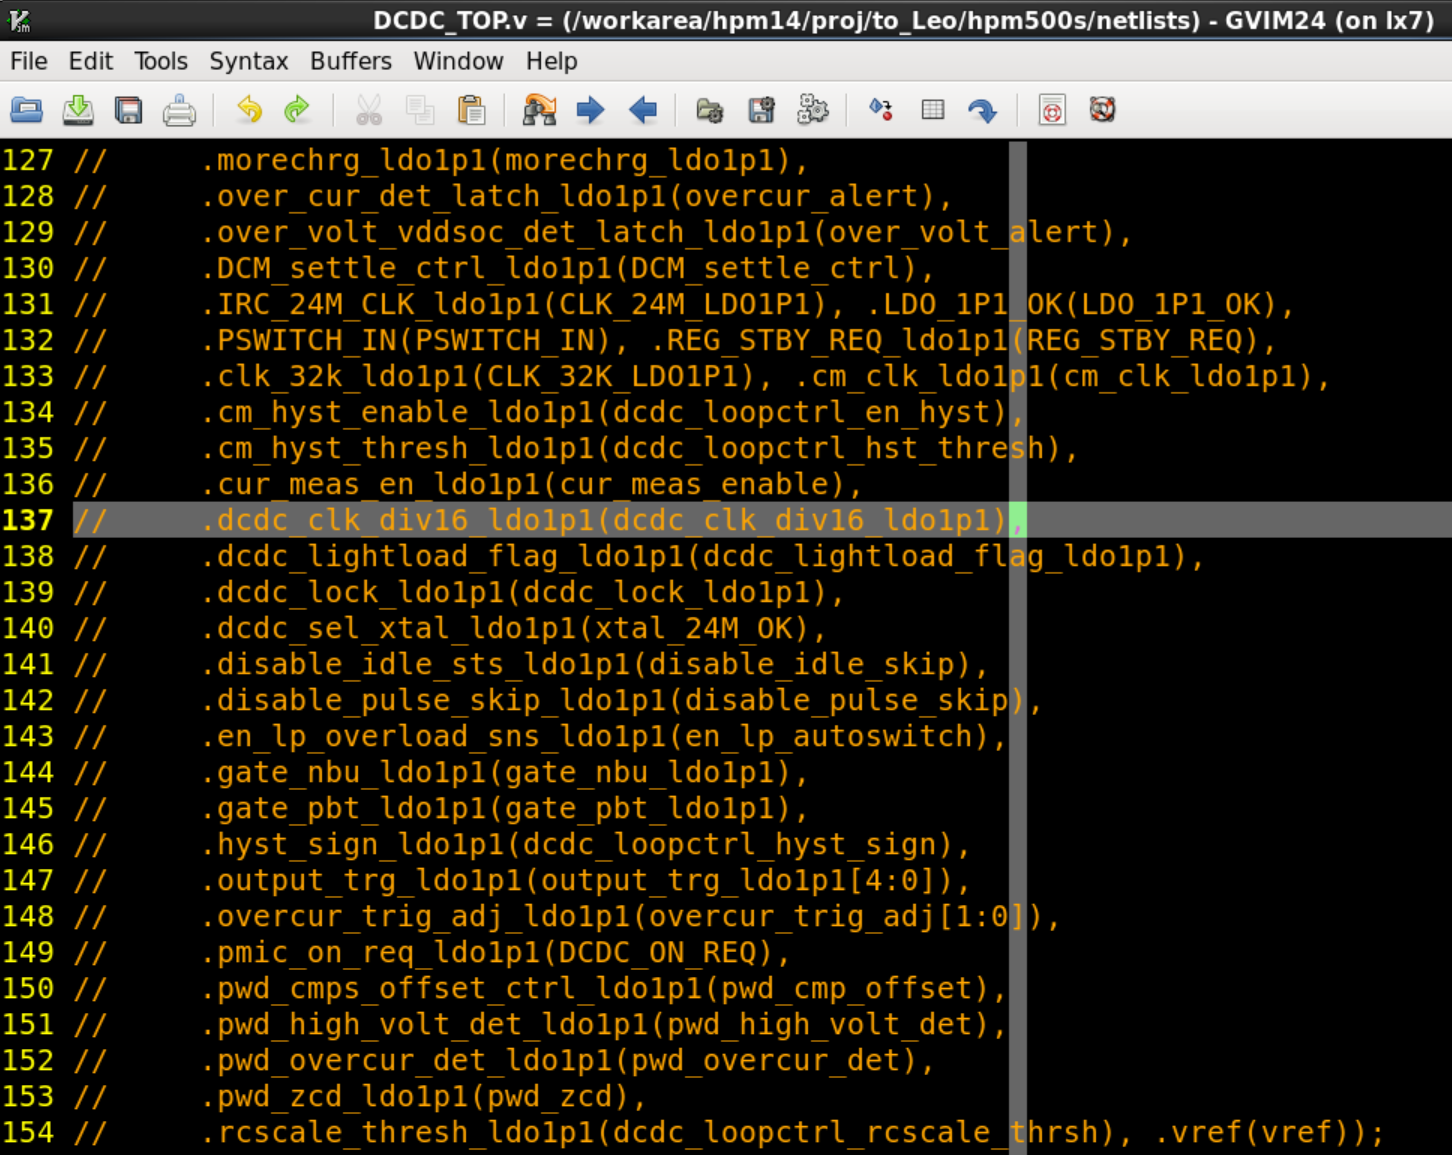 DCDC_TOP.v = (/workarea/hpm14/proj/to_Leo/hpm500s/netlists) - GVIM24 (on lx7)
File Edit Tools Syntax Buffers Window Help
127 //     .morechrg_ldo1p1(morechrg_ldo1p1),
128 //     .over_cur_det_latch_ldo1p1(overcur_alert),
129 //     .over_volt_vddsoc_det_latch_ldo1p1(over_volt_alert),
130 //     .DCM_settle_ctrl_ldo1p1(DCM_settle_ctrl),
131 //     .IRC_24M_CLK_ldo1p1(CLK_24M_LDO1P1), .LDO_1P1_OK(LDO_1P1_OK),
132 //     .PSWITCH_IN(PSWITCH_IN), .REG_STBY_REQ_ldo1p1(REG_STBY_REQ),
133 //     .clk_32k_ldo1p1(CLK_32K_LDO1P1), .cm_clk_ldo1p1(cm_clk_ldo1p1),
134 //     .cm_hyst_enable_ldo1p1(dcdc_loopctrl_en_hyst),
135 //     .cm_hyst_thresh_ldo1p1(dcdc_loopctrl_hst_thresh),
136 //     .cur_meas_en_ldo1p1(cur_meas_enable),
137 //     .dcdc_clk_div16_ldo1p1(dcdc_clk_div16_ldo1p1),
138 //     .dcdc_lightload_flag_ldo1p1(dcdc_lightload_flag_ldo1p1),
139 //     .dcdc_lock_ldo1p1(dcdc_lock_ldo1p1),
140 //     .dcdc_sel_xtal_ldo1p1(xtal_24M_OK),
141 //     .disable_idle_sts_ldo1p1(disable_idle_skip),
142 //     .disable_pulse_skip_ldo1p1(disable_pulse_skip),
143 //     .en_lp_overload_sns_ldo1p1(en_lp_autoswitch),
144 //     .gate_nbu_ldo1p1(gate_nbu_ldo1p1),
145 //     .gate_pbt_ldo1p1(gate_pbt_ldo1p1),
146 //     .hyst_sign_ldo1p1(dcdc_loopctrl_hyst_sign),
147 //     .output_trg_ldo1p1(output_trg_ldo1p1[4:0]),
148 //     .overcur_trig_adj_ldo1p1(overcur_trig_adj[1:0]),
149 //     .pmic_on_req_ldo1p1(DCDC_ON_REQ),
150 //     .pwd_cmps_offset_ctrl_ldo1p1(pwd_cmp_offset),
151 //     .pwd_high_volt_det_ldo1p1(pwd_high_volt_det),
152 //     .pwd_overcur_det_ldo1p1(pwd_overcur_det),
153 //     .pwd_zcd_ldo1p1(pwd_zcd),
154 //     .rcscale_thresh_ldo1p1(dcdc_loopctrl_rcscale_thrsh), .vref(vref));